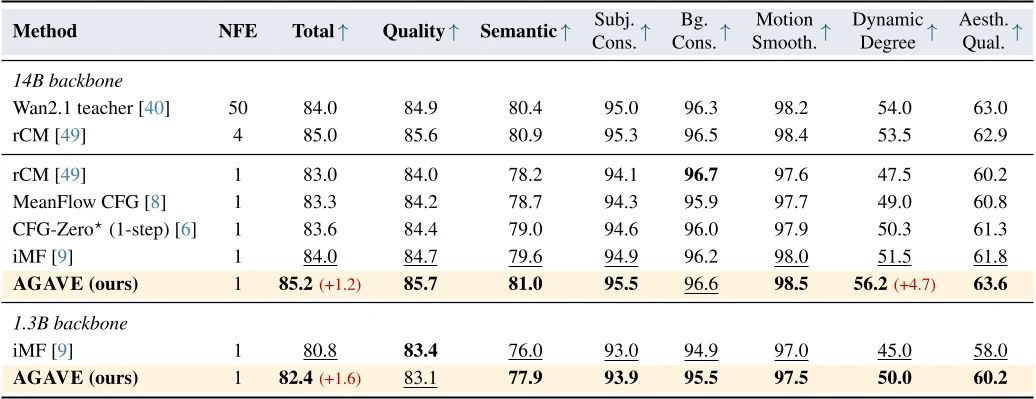 Method NFE Total↑ Quality↑ Semantic↑ Subj. Cons.↑ Bg. Cons.↑ Motion Smooth.↑ Dynamic Degree↑ Aesth. Qual.↑
14B backbone
Wan2.1 teacher [40] 50 84.0 84.9 80.4 95.0 96.3 98.2 54.0 63.0
rCM [49] 4 85.0 85.6 80.9 95.3 96.5 98.4 53.5 62.9
rCM [49] 1 83.0 84.0 78.2 94.1 96.7 97.6 47.5 60.2
MeanFlow CFG [8] 1 83.3 84.2 78.7 94.3 95.9 97.7 49.0 60.8
CFG-Zero⋆ (1-step) [6] 1 83.6 84.4 79.0 94.6 96.0 97.9 50.3 61.3
iMF [9] 1 84.0 84.7 79.6 94.9 96.2 98.0 51.5 61.8
AGAVE (ours) 1 85.2 (+1.2) 85.7 81.0 95.5 96.6 98.5 56.2 (+4.7) 63.6
1.3B backbone
iMF [9] 1 80.8 83.4 76.0 93.0 94.9 97.0 45.0 58.0
AGAVE (ours) 1 82.4 (+1.6) 83.1 77.9 93.9 95.5 97.5 50.0 60.2